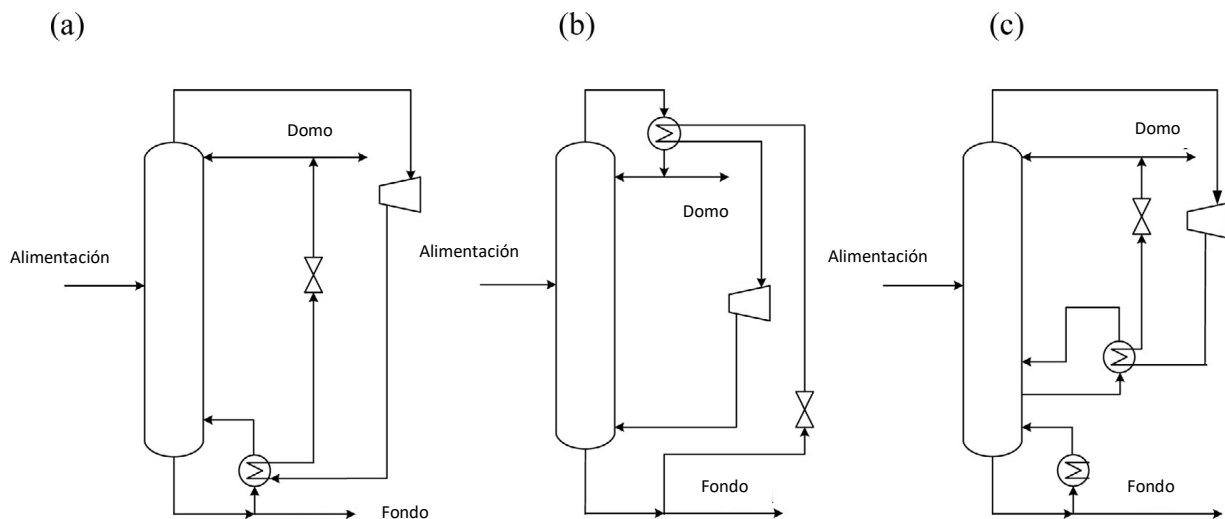 (a)
(b)
(c)
Domo
Alimentación
Fondo
Domo
Alimentación
Fondo
Domo
Alimentación
Fondo